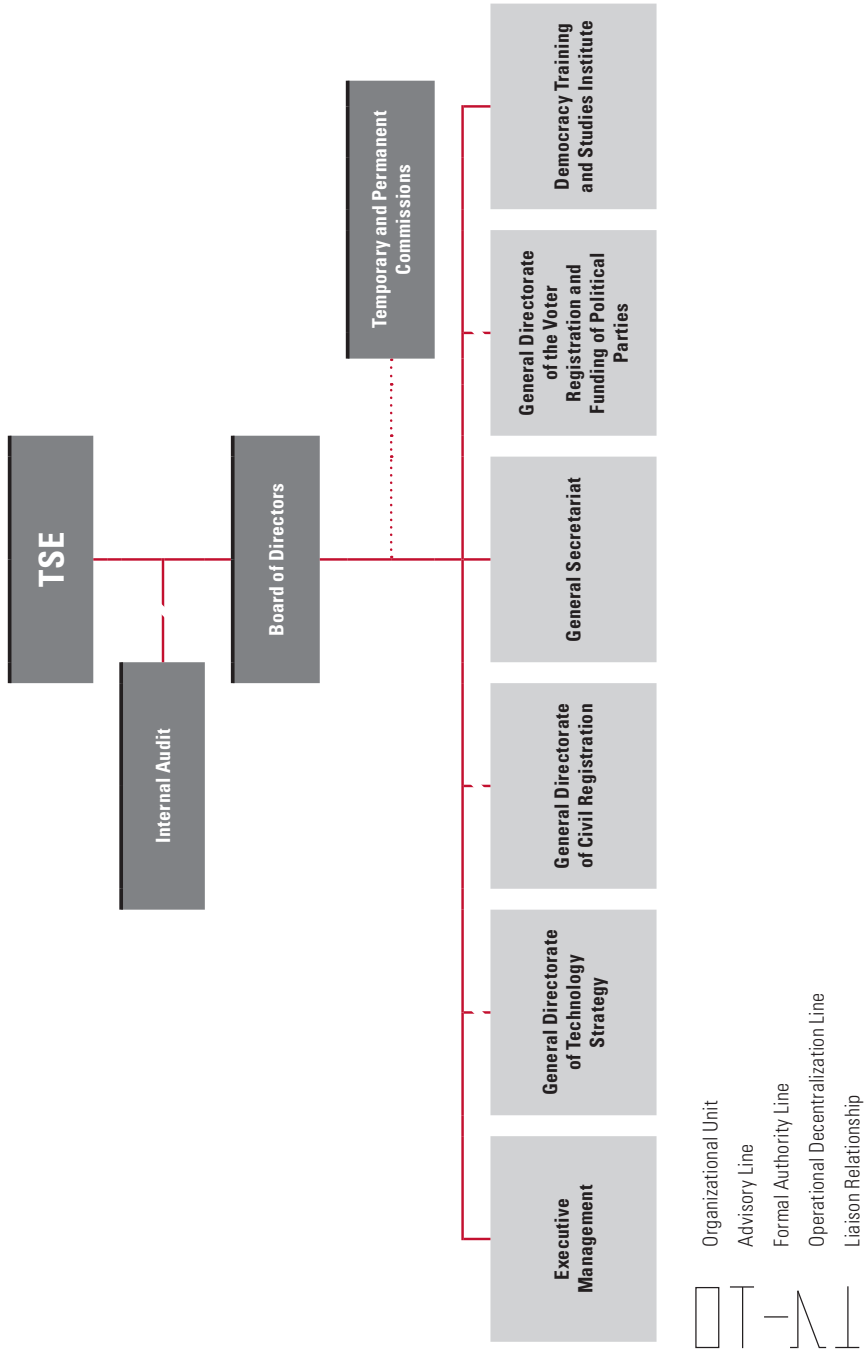 TSE
Internal Audit
Board of Directors
Temporary and Permanent
Commissions
Executive
Management
General Directorate
of Technology
Strategy
General Directorate
of Civil Registration
General Secretariat
General Directorate
of the Voter
Registration and
Funding of Political
Parties
Democracy Training
and Studies Institute
Organizational Unit
Advisory Line
Formal Authority Line
Operational Decentralization Line
Liaison Relationship